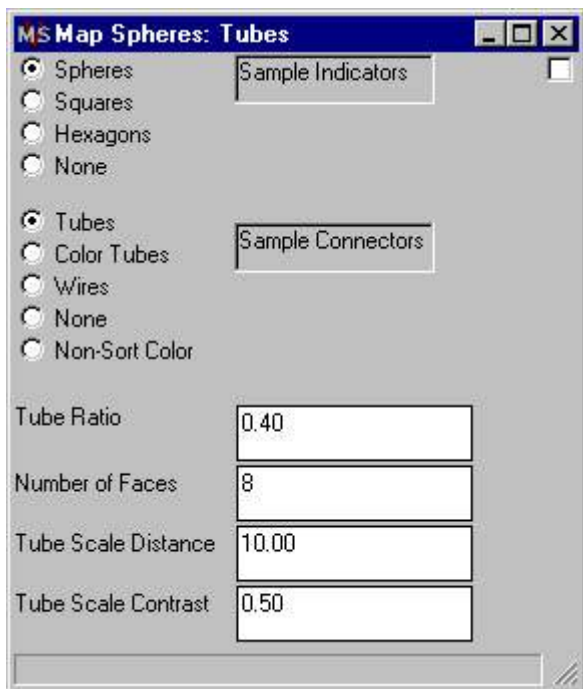 MS Map Spheres: Tubes
Spheres
Sample Indicators
Squares
Hexagons
None
Tubes
Sample Connectors
Color Tubes
Wires
None
Non-Sort Color
Tube Ratio
0.40
Number of Faces
8
Tube Scale Distance
10.00
Tube Scale Contrast
0.50